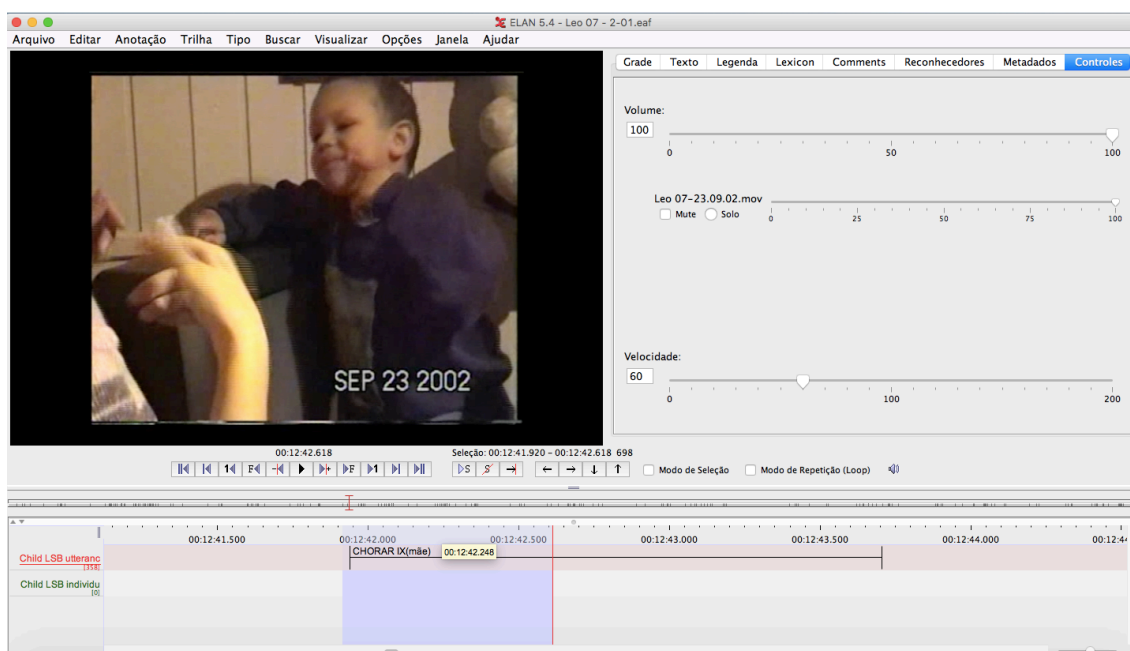 ELAN 5.4 - Leo 07 - 2-01.eaf
Arquivo Editar Anotação Trilha Tipo Buscar Visualizar Opções Janela Ajudar
Grade Texto Legenda Lexicon Comments Reconhecedores Metadados Controles
Volume:
100
0 50 100
Leo 07-23.09.02.mov
Mute Solo
0 25 50 75 100
SEP 23 2002
Velocidade:
60
0 100 200
00:12:42.618
Seleção: 00:12:41.920 - 00:12:42.618 698
1 F F 1 S S
Modo de Seleção Modo de Repetição (Loop)
00:12:41.500 00:12:42.000 00:12:42.500 00:12:43.000 00:12:43.500 00:12:44.000 00:12:44
Child LSB utteranc
[358]
CHORAR IX(mãe)
00:12:42.248
Child LSB individu
[0]